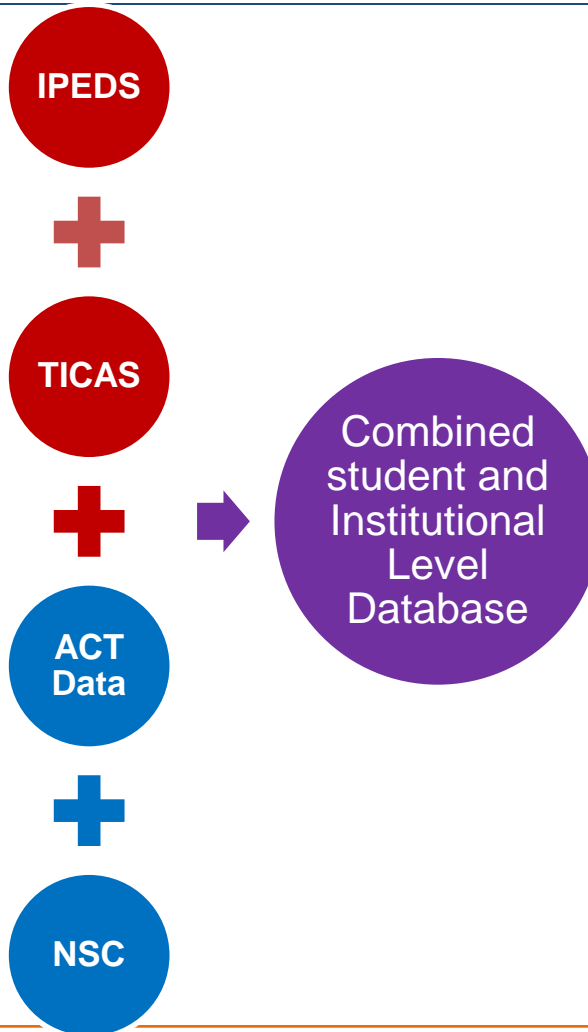 IPEDS
TICAS
ACT
Data
NSC
Combined
student and
Institutional
Level
Database